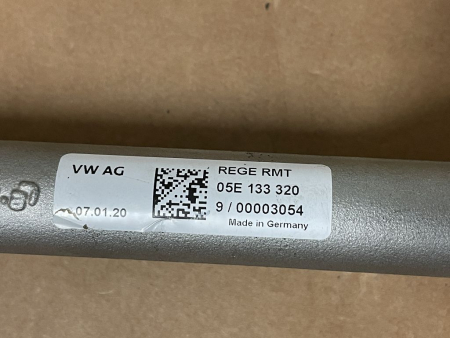 VW AG
07.01.20
REGE RMT
05E 133 320
9 / 00003054
Made in Germany